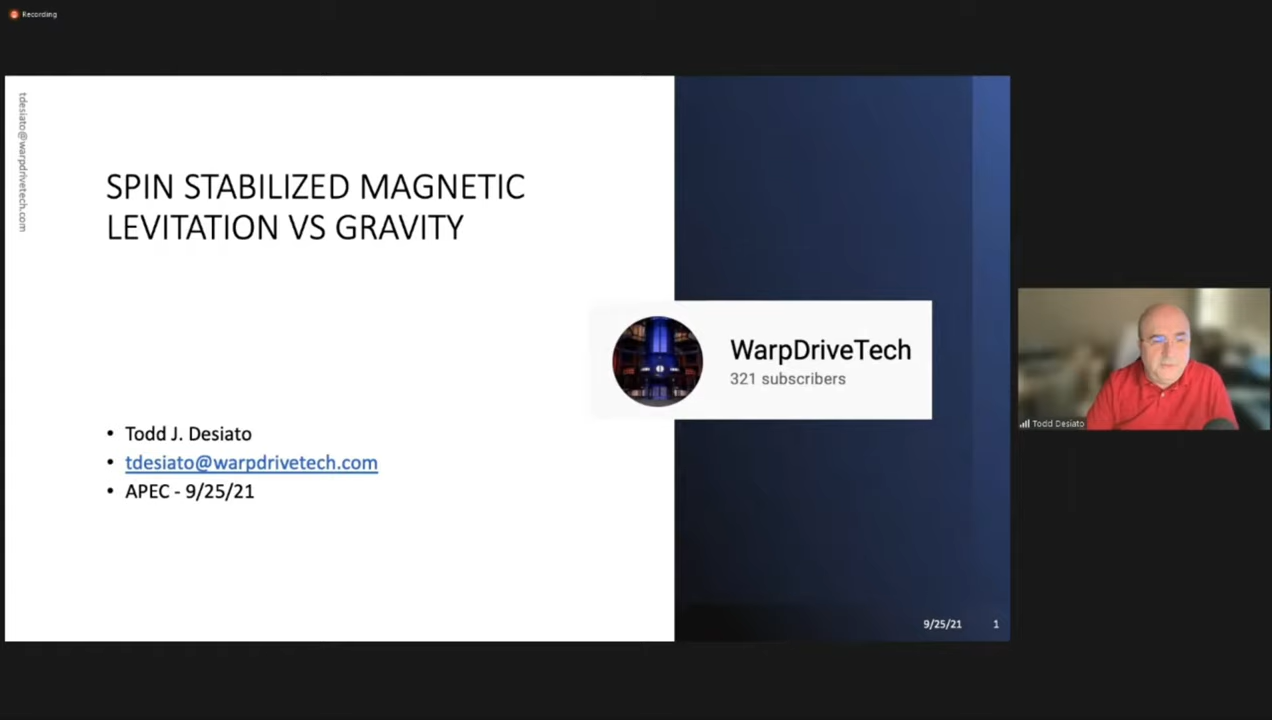 Recording
tdesiato@warpdrivetech.com
SPIN STABILIZED MAGNETIC
LEVITATION VS GRAVITY
WarpDriveTech
321 subscribers
• Todd J. Desiato
• tdesiato@warpdrivetech.com
• APEC - 9/25/21
Todd Desiato
9/25/21 1